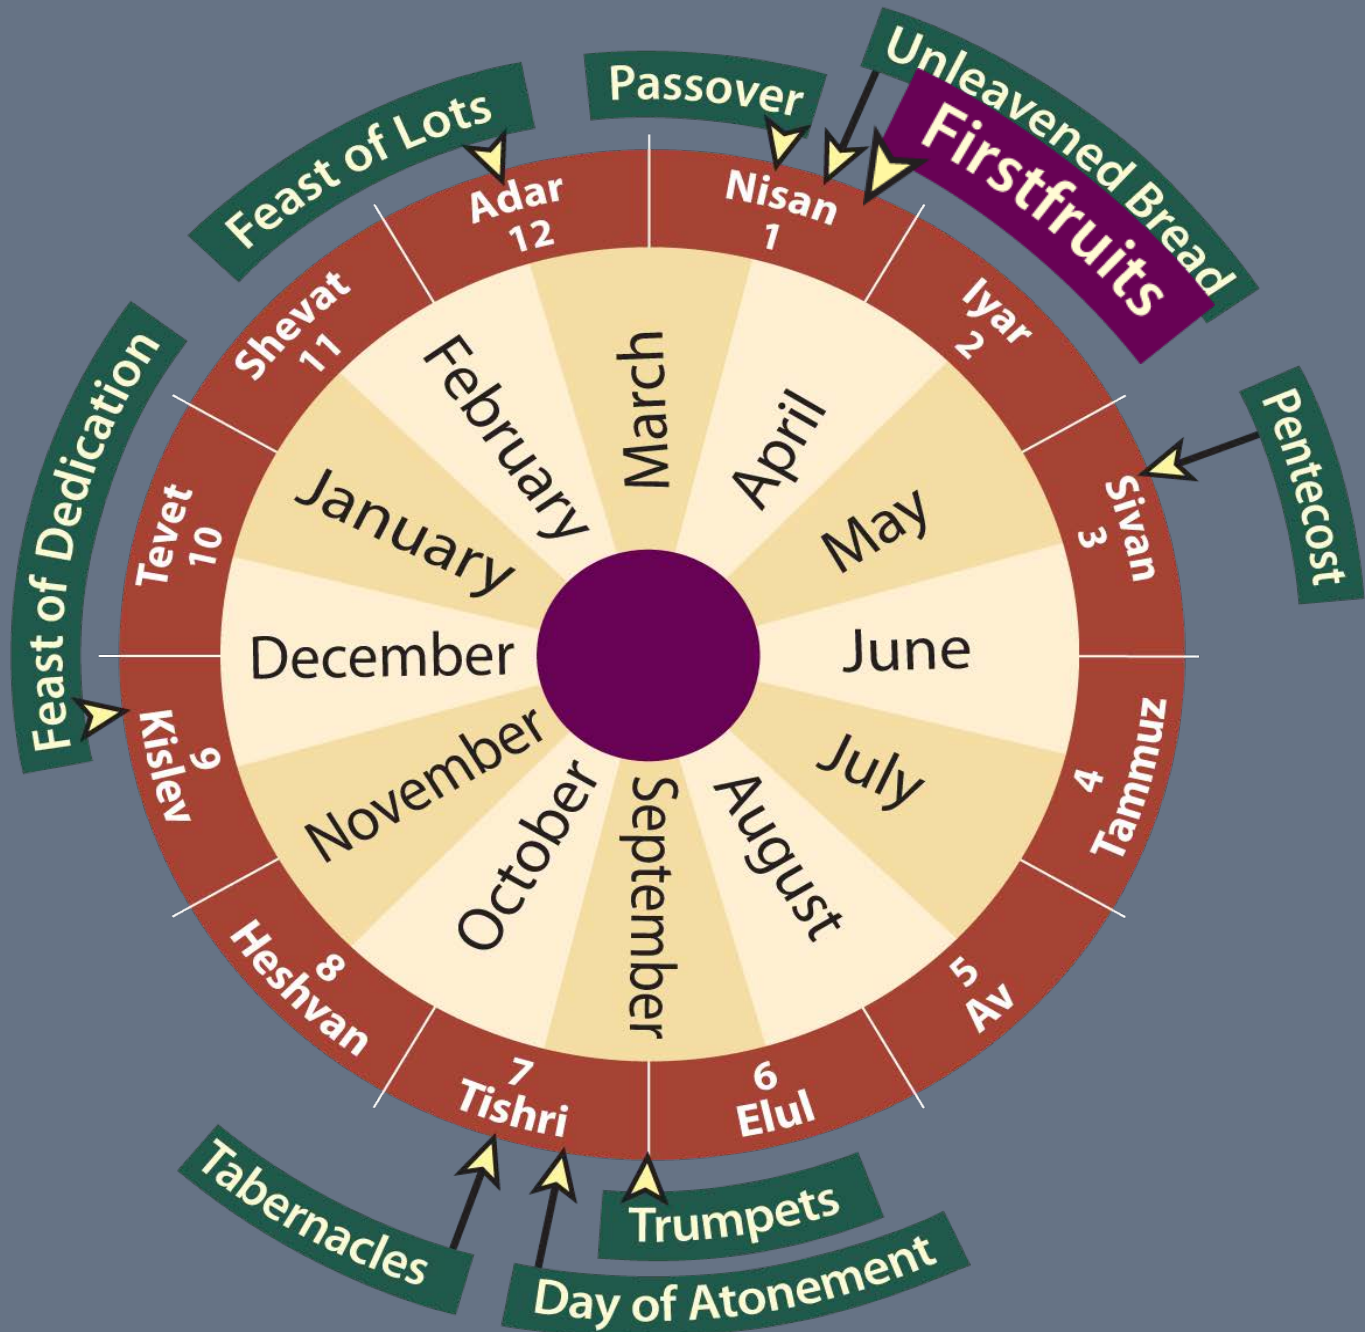 Passover
Unleavened Bread
Firstfruits
Pentecost
Trumpets
Day of Atonement
Tabernacles
Feast of Dedication
Feast of Lots
Nisan
1
Iyar
2
Sivan
3
Tammuz
4
Av
5
Elul
6
Tishri
7
Heshvan
8
Kislev
9
Tevet
10
Shevat
11
Adar
12
March
April
May
June
July
August
September
October
November
December
January
February